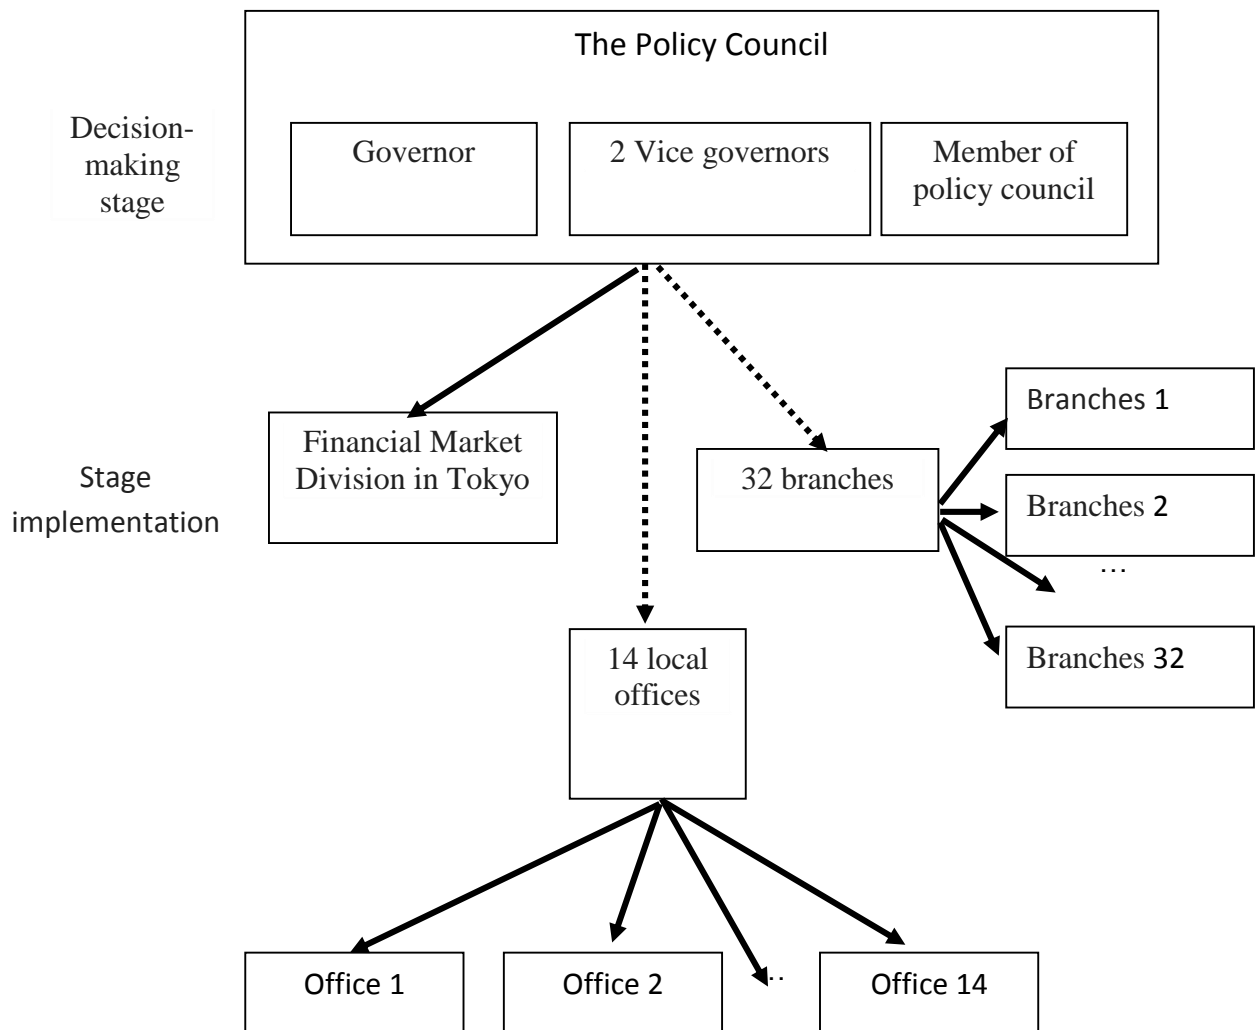 The Policy Council
Decision-
making
stage
Governor
2 Vice governors
Member of
policy council
Financial Market
Division in Tokyo
Stage
implementation
32 branches
Branches 1
Branches 2
...
Branches 32
14 local
offices
Office 1
Office 2
..
Office 14